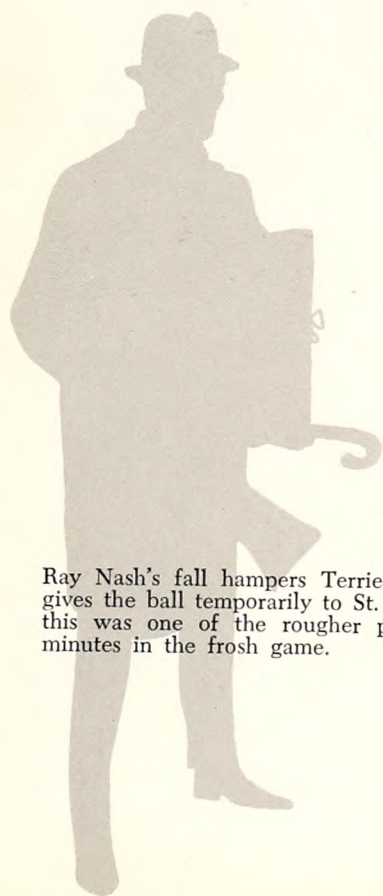 Ray Nash's fall hampers Terrie
gives the ball temporarily to St.
this was one of the rougher
minutes in the frosh game.